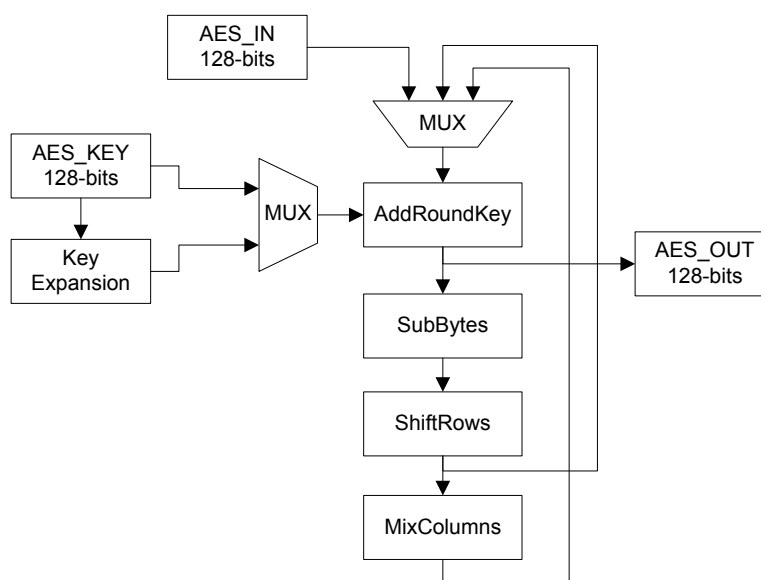 AES_IN
128-bits
MUX
AES_KEY
128-bits
MUX
AddRoundKey
Key
Expansion
AES_OUT
128-bits
SubBytes
ShiftRows
MixColumns